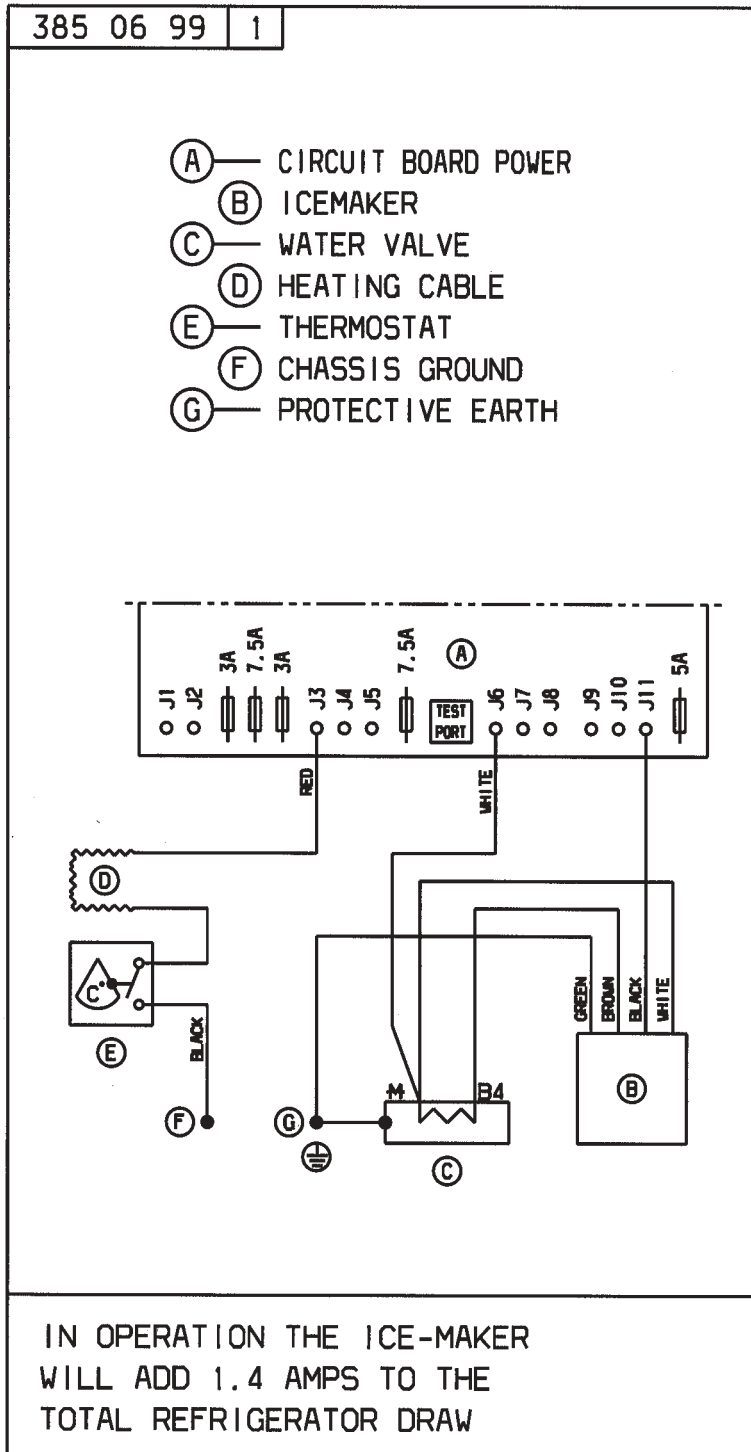 385 06 99 1
A CIRCUIT BOARD POWER
B ICEMAKER
C WATER VALVE
D HEATING CABLE
E THERMOSTAT
F CHASSIS GROUND
G PROTECTIVE EARTH
J1 J2 3A 7.5A 3A J3 J4 J5 7.5A A J6 J7 J8 J9 J10 J11 5A
TEST
PORT
RED
WHITE
D
GREEN
BROWN
BLACK
WHITE
C°
BLACK
E
M
B4
B
F
G
C
IN OPERATION THE ICE-MAKER
WILL ADD 1.4 AMPS TO THE
TOTAL REFRIGERATOR DRAW